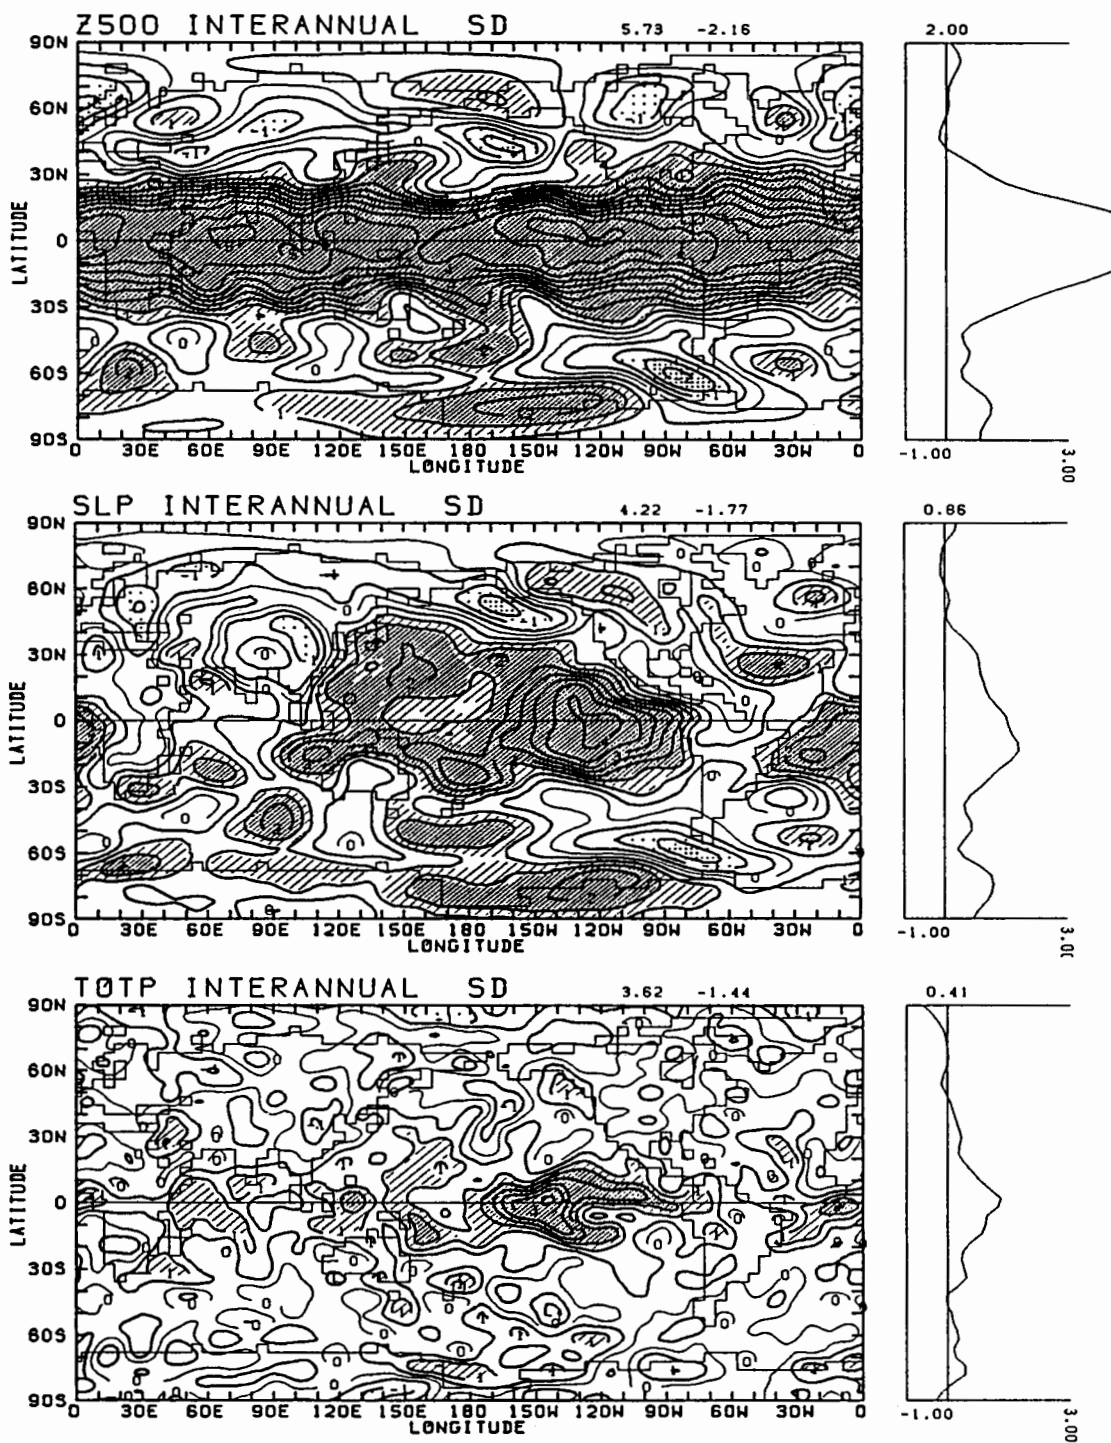 Z500 INTERANNUAL SD 5.73 -2.16 2.00
90N
60N
30N
0
30S
60S
90S
LATITUDE
0 30E 60E 90E 120E 150E 180 150W 120W 90W 60W 30W 0
LONGITUDE
-1.00 3.00
SLP INTERANNUAL SD 4.22 -1.77 0.86
90N
60N
30N
0
30S
60S
90S
LATITUDE
0 30E 60E 90E 120E 150E 180 150W 120W 90W 60W 30W 0
LONGITUDE
-1.00
TOTP INTERANNUAL SD 3.62 -1.44 0.41
90N
60N
30N
0
30S
60S
90S
LATITUDE
0 30E 60E 90E 120E 150E 180 150W 120W 90W 60W 30W 0
LONGITUDE
-1.00 3.00